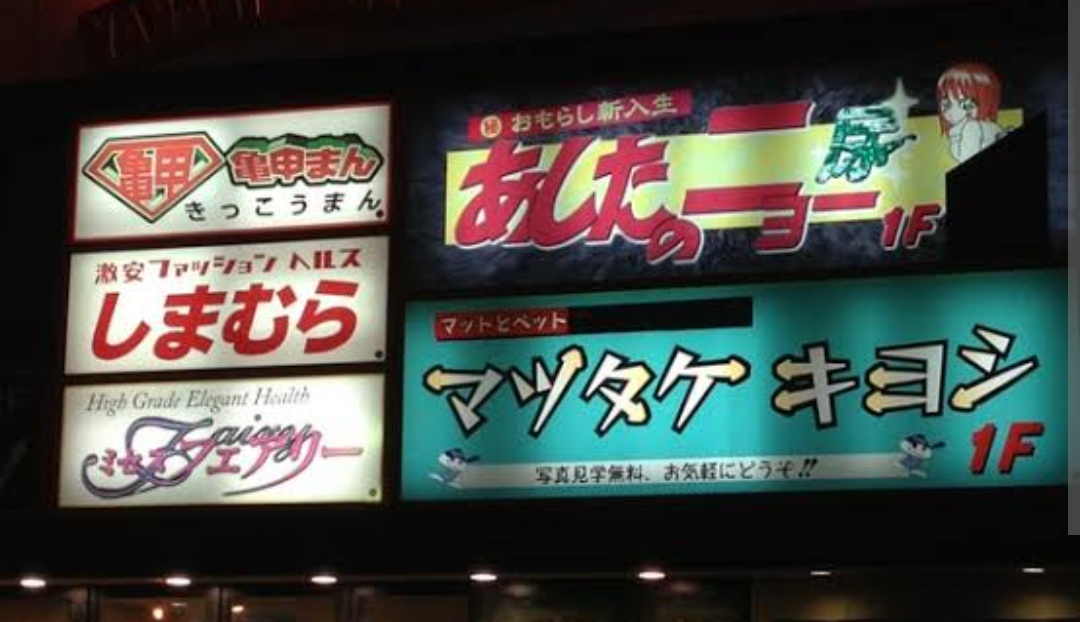 亀甲
亀甲まん
きっこうまん
激安ファッション ヘルス
しまむら
High Grade Elegant Health
Fairy
ミセスフェアリー
おもらし新入生
あしたの
ニョー
1F
マットとペット
マツタケ キヨシ
1F
写真見学無料、お気軽にどうぞ!!